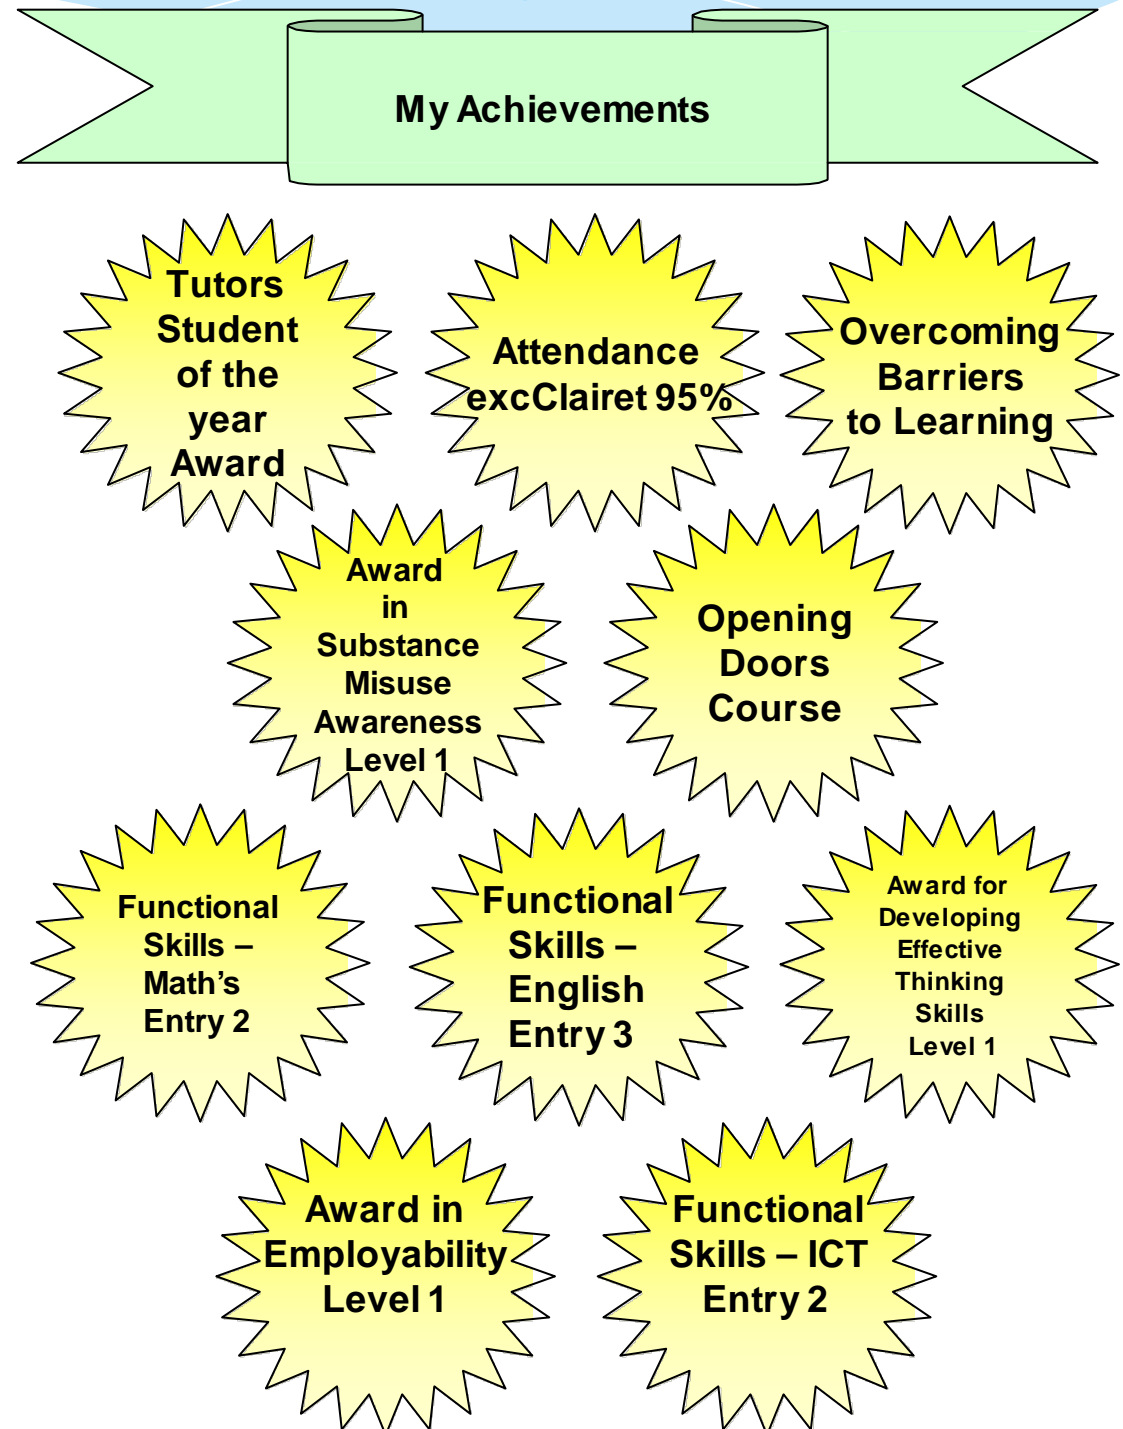 My Achievements
Tutors
Student
of the
year
Award
Attendance
excClairet 95%
Overcoming
Barriers
to Learning
Award
in
Substance
Misuse
Awareness
Level 1
Opening
Doors
Course
Functional
Skills –
Math's
Entry 2
Functional
Skills –
English
Entry 3
Award for
Developing
Effective
Thinking
Skills
Level 1
Award in
Employability
Level 1
Functional
Skills – ICT
Entry 2